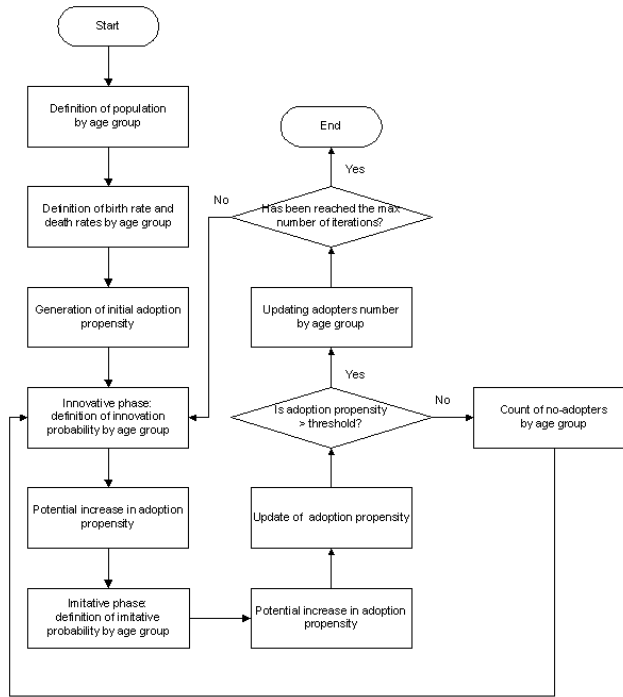 Start
Definition of population
by age group
Definition of birth rate and
death rates by age group
Generation of initial adoption
propensity
Innovative phase:
definition of innovation
probability by age group
Potential increase in adoption
propensity
Imitative phase:
definition of imitative
probability by age group
Potential increase in adoption
propensity
Update of adoption propensity
Is adoption propensity
> threshold?
No
Count of no-adopters
by age group
Yes
Updating adopters number
by age group
Has been reached the max
number of iterations?
No
Yes
End